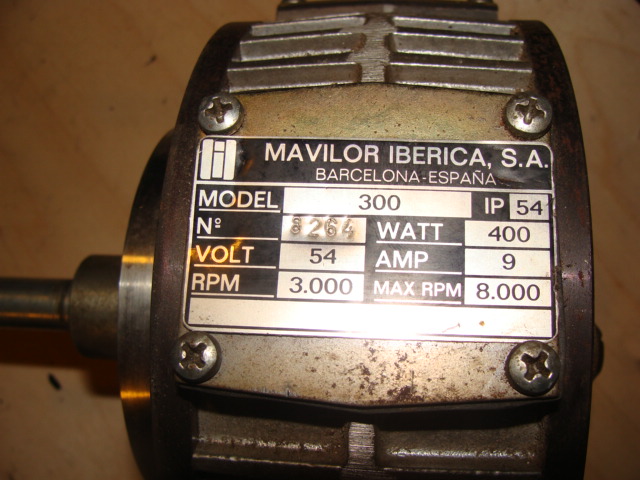 MAVILOR IBERICA, S.A.
BARCELONA-ESPAÑA
MODEL 300 IP 54
Nº 8264 WATT 400
VOLT 54 AMP 9
RPM 3.000 MAX RPM 8.000